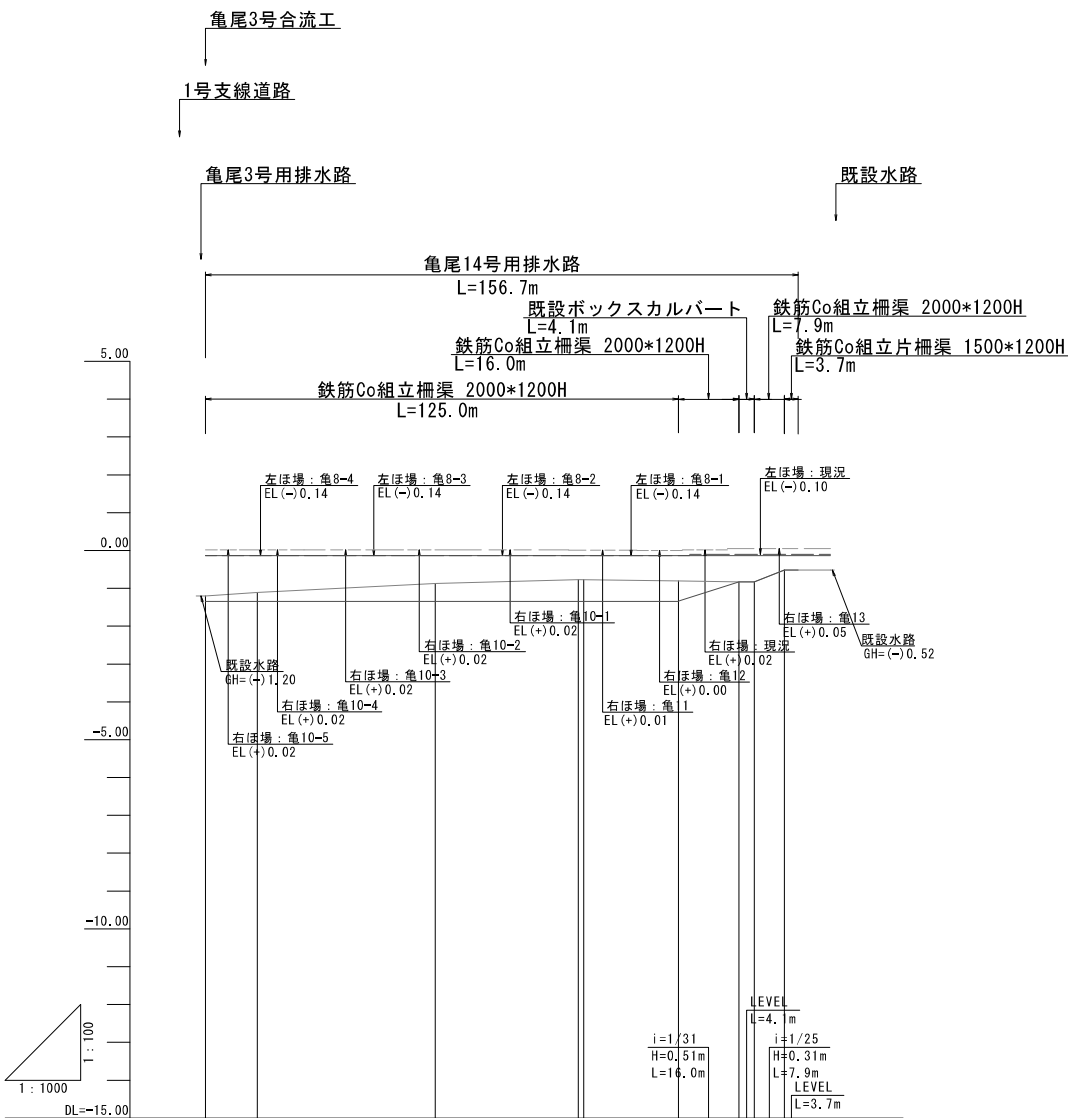 亀尾3号合流工
1号支線道路
亀尾3号用排水路
既設水路
亀尾14号用排水路
L=156.7m
既設ボックスカルバート
L=4.1m
鉄筋Co組立柵渠 2000*1200H
L=7.9m
鉄筋Co組立柵渠 2000*1200H
L=16.0m
鉄筋Co組立片柵渠 1500*1200H
L=3.7m
鉄筋Co組立柵渠 2000*1200H
L=125.0m
5.00
左ほ場：亀8-4
EL(-)0.14
左ほ場：亀8-3
EL(-)0.14
左ほ場：亀8-2
EL(-)0.14
左ほ場：亀8-1
EL(-)0.14
左ほ場：現況
EL(-)0.10
0.00
右ほ場：亀10-1
EL(+)0.02
右ほ場：亀13
EL(+)0.05
右ほ場：亀10-2
EL(+)0.02
右ほ場：現況
EL(+)0.02
既設水路
GH=(-)0.52
既設水路
GH=(-)1.20
右ほ場：亀10-3
EL(+)0.02
右ほ場：亀12
EL(+)0.00
右ほ場：亀10-4
EL(+)0.02
右ほ場：亀11
EL(+)0.01
右ほ場：亀10-5
EL(+)0.02
-5.00
-10.00
LEVEL
L=4.1m
i=1/31
H=0.51m
L=16.0m
i=1/25
H=0.31m
L=7.9m
LEVEL
L=3.7m
1：100
1：1000
DL=-15.00